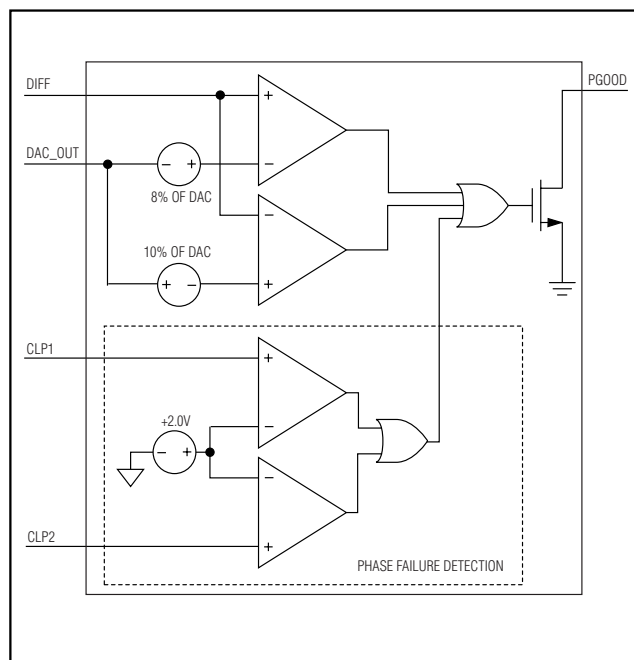 DIFF
PGOOD
+
DAC_OUT
- +
-
8% OF DAC
-
10% OF DAC
+ -
+
CLP1
+
+2.0V
- +
-
-
CLP2
+
PHASE FAILURE DETECTION